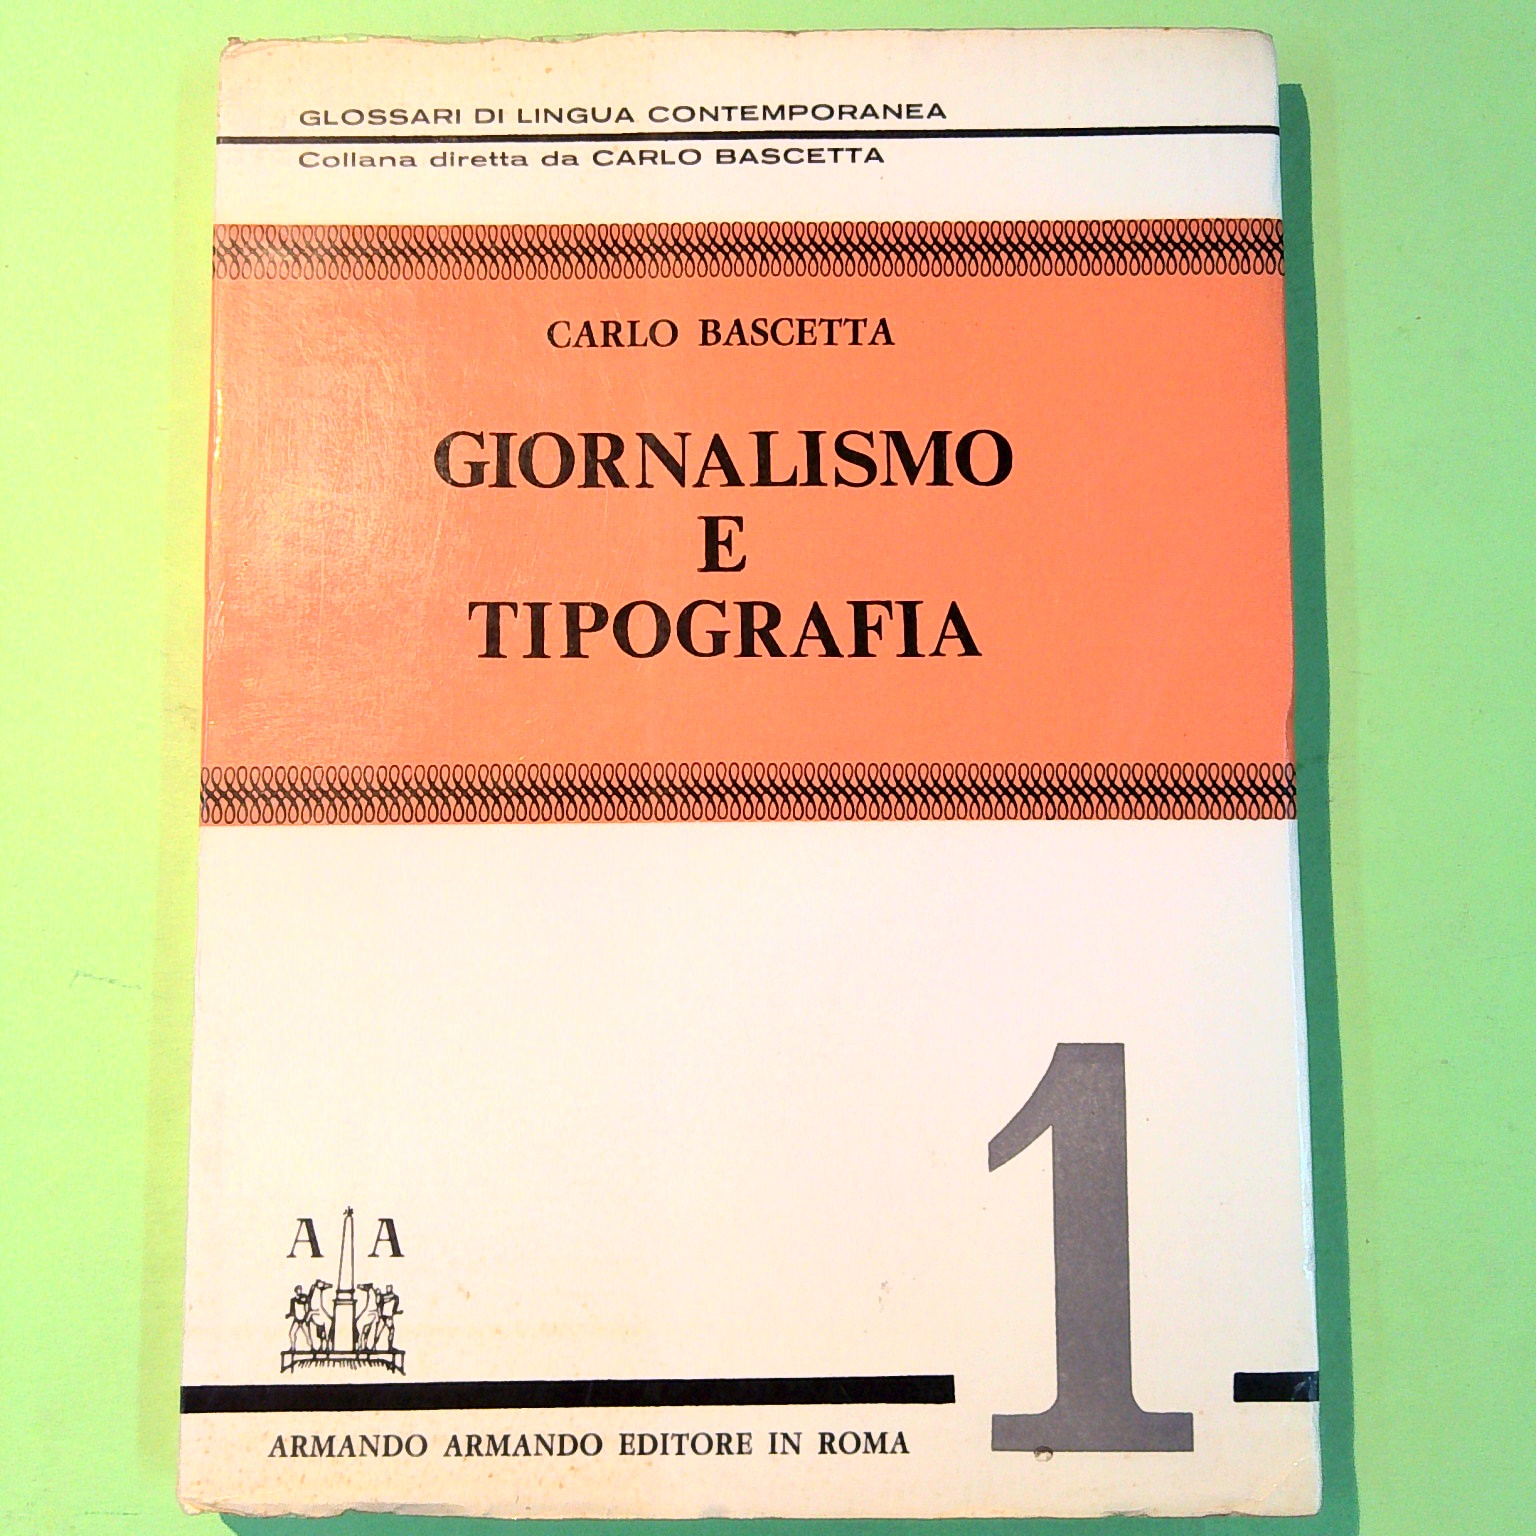 GLOSSARI DI LINGUA CONTEMPORANEA
Collana diretta da CARLO BASCETTA
CARLO BASCETTA
GIORNALISMO
E
TIPOGRAFIA
1
A A
ARMANDO ARMANDO EDITORE IN ROMA